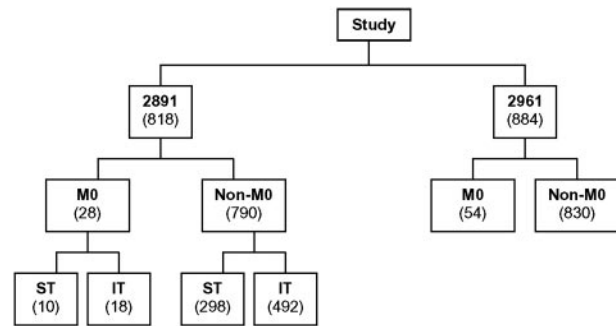 Study
2891
(818)
2961
(884)
M0
(28)
Non-M0
(790)
M0
(54)
Non-M0
(830)
ST
(10)
IT
(18)
ST
(298)
IT
(492)